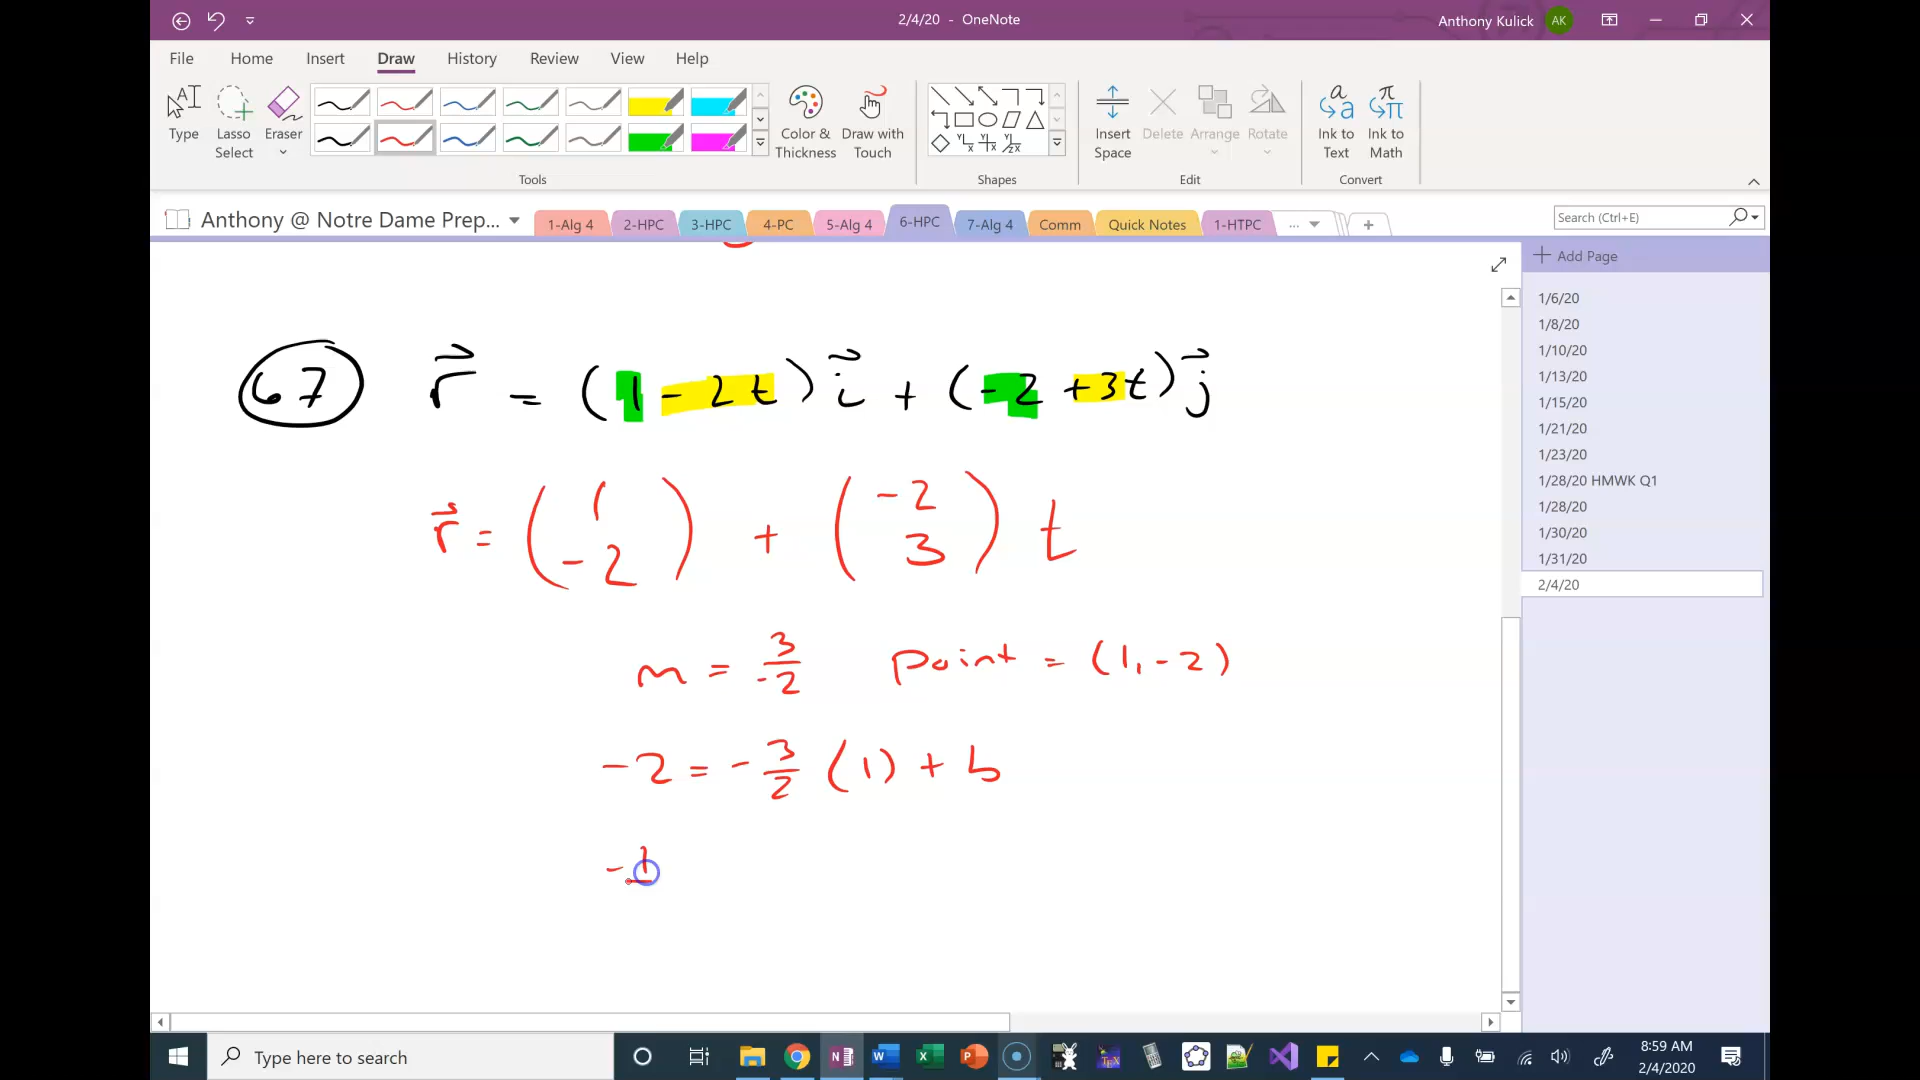 2/4/20 - OneNote
Anthony Kulick AK
File Home Insert Draw History Review View Help
Type
Lasso Select
Eraser
Color & Thickness
Draw with Touch
Insert Space
Delete
Arrange
Rotate
Ink to Text
Ink to Math
Tools
Shapes
Edit
Convert
Anthony @ Notre Dame Prep...
1-Alg 4 2-HPC 3-HPC 4-PC 5-Alg 4 6-HPC 7-Alg 4 Comm Quick Notes 1-HTPC ... +
Search (Ctrl+E)
Add Page
1/6/20
1/8/20
1/10/20
1/13/20
1/15/20
1/21/20
1/23/20
1/28/20 HMWK Q1
1/28/20
1/30/20
1/31/20
2/4/20
67 r⃗ = (1 - 2t) i⃗ + (-2 + 3t) j⃗
r⃗ = (1 -2) + (-2 3) t
m = 3/-2 point = (1, -2)
-2 = - 3/2 (1) + b
- 1
Type here to search
8:59 AM
2/4/2020